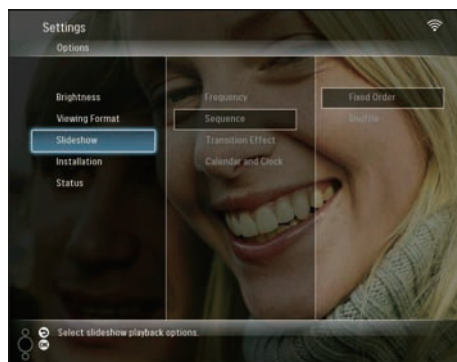 Settings
Options
Brightness
Viewing Format
Slideshow
Installation
Status
Frequency
Sequence
Transition Effect
Calendar and Clock
Fixed Order
Shuffle
Select slideshow playback options.
OK